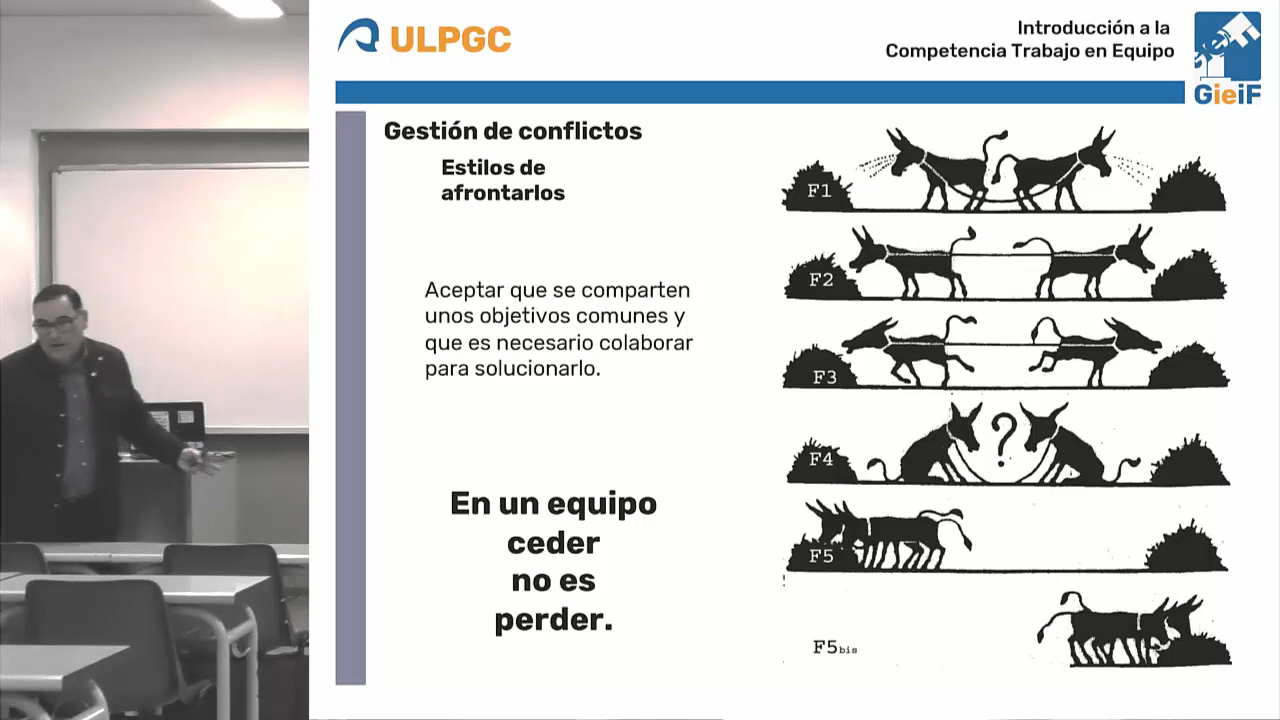 ULPGC
Introducción a la
Competencia Trabajo en Equipo
GieiF
Gestión de conflictos
Estilos de
afrontarlos
Aceptar que se comparten
unos objetivos comunes y
que es necesario colaborar
para solucionarlo.
En un equipo
ceder
no es
perder.
F1
F2
F3
F4
?
F5
F5bis